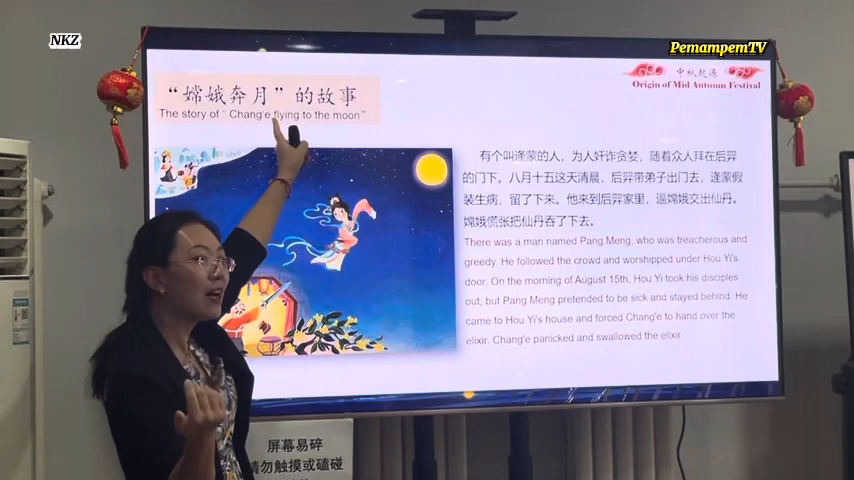 NKZ
PemampemTV
中秋起源
Origin of Mid Autumn Festival
“嫦娥奔月”的故事
The story of " Chang'e flying to the moon"
有个叫逄蒙的人，为人奸诈贪婪，随着众人拜在后羿
的门下。八月十五这天清晨，后羿带弟子出门去，逄蒙假
装生病，留了下来。他来到后羿家里，逼嫦娥交出仙丹。
嫦娥慌张把仙丹吞了下去。
There was a man named Pang Meng, who was treacherous and
greedy. He followed the crowd and worshipped under Hou Yi's
door. On the morning of August 15th, Hou Yi took his disciples
out, but Pang Meng pretended to be sick and stayed behind. He
came to Hou Yi's house and forced Chang'e to hand over the
elixir. Chang'e panicked and swallowed the elixir.
屏幕易碎
请勿触摸或磕碰